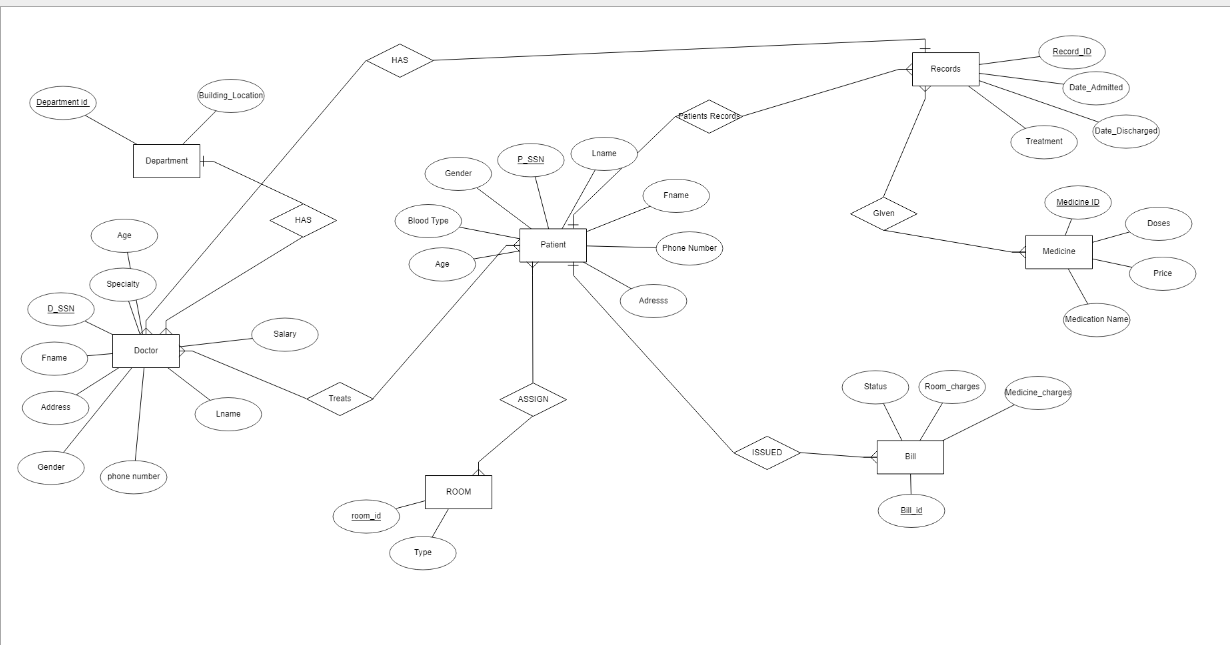 HAS
Records
Record_ID
Date_Admitted
Date_Discharged
Treatment
Building_Location
Department id
Department
HAS
Patients Records
Lname
P_SSN
Gender
Fname
Blood Type
Patient
Phone Number
Age
Adresss
Given
Medicine ID
Doses
Medicine
Price
Medication Name
Age
Specialty
D_SSN
Salary
Doctor
Fname
Address
Lname
Gender
phone number
Treats
ASSIGN
Status
Room_charges
Medicine_charges
ISSUED
Bill
Bill_id
ROOM
room_id
Type